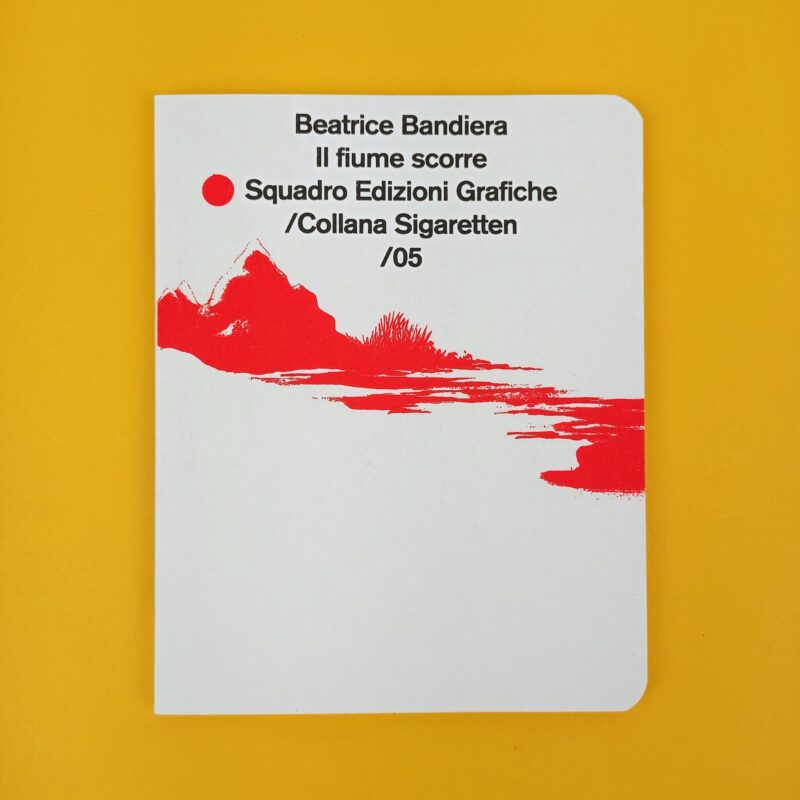 Beatrice Bandiera
Il fiume scorre
Squadro Edizioni Grafiche
/Collana Sigaretten
/05